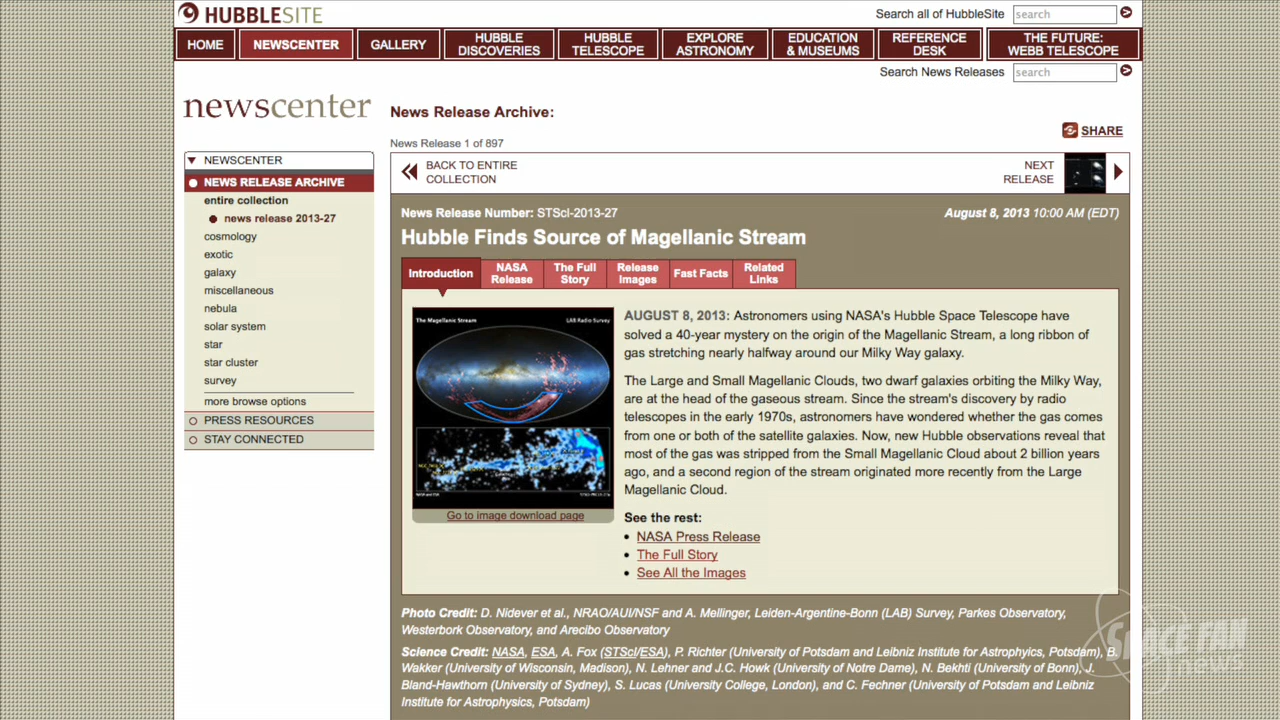 HUBBLESITE
Search all of HubbleSite
search
HOME
NEWSCENTER
GALLERY
HUBBLE
DISCOVERIES
HUBBLE
TELESCOPE
EXPLORE
ASTRONOMY
EDUCATION
& MUSEUMS
REFERENCE
DESK
THE FUTURE:
WEBB TELESCOPE
Search News Releases
search
newscenter
News Release Archive:
SHARE
News Release 1 of 897
NEWSCENTER
NEWS RELEASE ARCHIVE
entire collection
news release 2013-27
cosmology
exotic
galaxy
miscellaneous
nebula
solar system
star
star cluster
survey
more browse options
PRESS RESOURCES
STAY CONNECTED
BACK TO ENTIRE
COLLECTION
NEXT
RELEASE
News Release Number: STScI-2013-27
August 8, 2013 10:00 AM (EDT)
Hubble Finds Source of Magellanic Stream
Introduction
NASA
Release
The Full
Story
Release
Images
Fast Facts
Related
Links
The Magellanic Stream
LAB Radio Survey
Go to image download page
AUGUST 8, 2013: Astronomers using NASA's Hubble Space Telescope have
solved a 40-year mystery on the origin of the Magellanic Stream, a long ribbon of
gas stretching nearly halfway around our Milky Way galaxy.
The Large and Small Magellanic Clouds, two dwarf galaxies orbiting the Milky Way,
are at the head of the gaseous stream. Since the stream's discovery by radio
telescopes in the early 1970s, astronomers have wondered whether the gas comes
from one or both of the satellite galaxies. Now, new Hubble observations reveal that
most of the gas was stripped from the Small Magellanic Cloud about 2 billion years
ago, and a second region of the stream originated more recently from the Large
Magellanic Cloud.
See the rest:
NASA Press Release
The Full Story
See All the Images
Photo Credit: D. Nidever et al., NRAO/AUI/NSF and A. Mellinger, Leiden-Argentine-Bonn (LAB) Survey, Parkes Observatory,
Westerbork Observatory, and Arecibo Observatory
Science Credit: NASA, ESA, A. Fox (STScI/ESA), P. Richter (University of Potsdam and Leibniz Institute for Astrophysics, Potsdam), B.
Wakker (University of Wisconsin, Madison), N. Lehner and J.C. Howk (University of Notre Dame), N. Bekhti (University of Bonn),
Bland-Hawthorn (University of Sydney), S. Lucas (University College, London), and C. Fechner (University of Potsdam and Leibniz
Institute for Astrophysics, Potsdam)
SPACE FAN
news